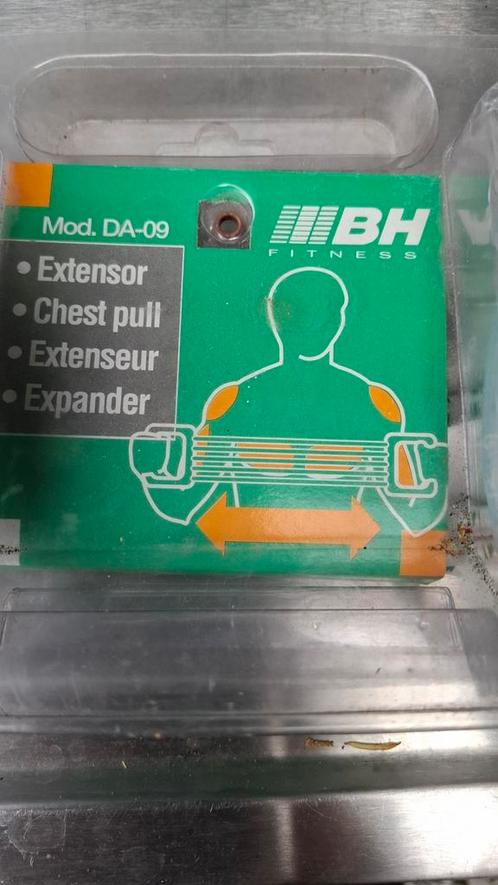 Mod. DA-09
BH
FITNESS
• Extensor
• Chest pull
• Extenseur
• Expander